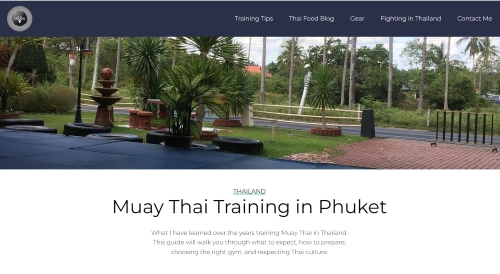 Training Tips Thai Food Blog Gear Fighting in Thailand Contact Me
THAILAND
Muay Thai Training in Phuket
What I have learned over the years training Muay Thai in Thailand.
This guide will walk you through what to expect, how to prepare,
choosing the right gym, and respecting Thai culture.